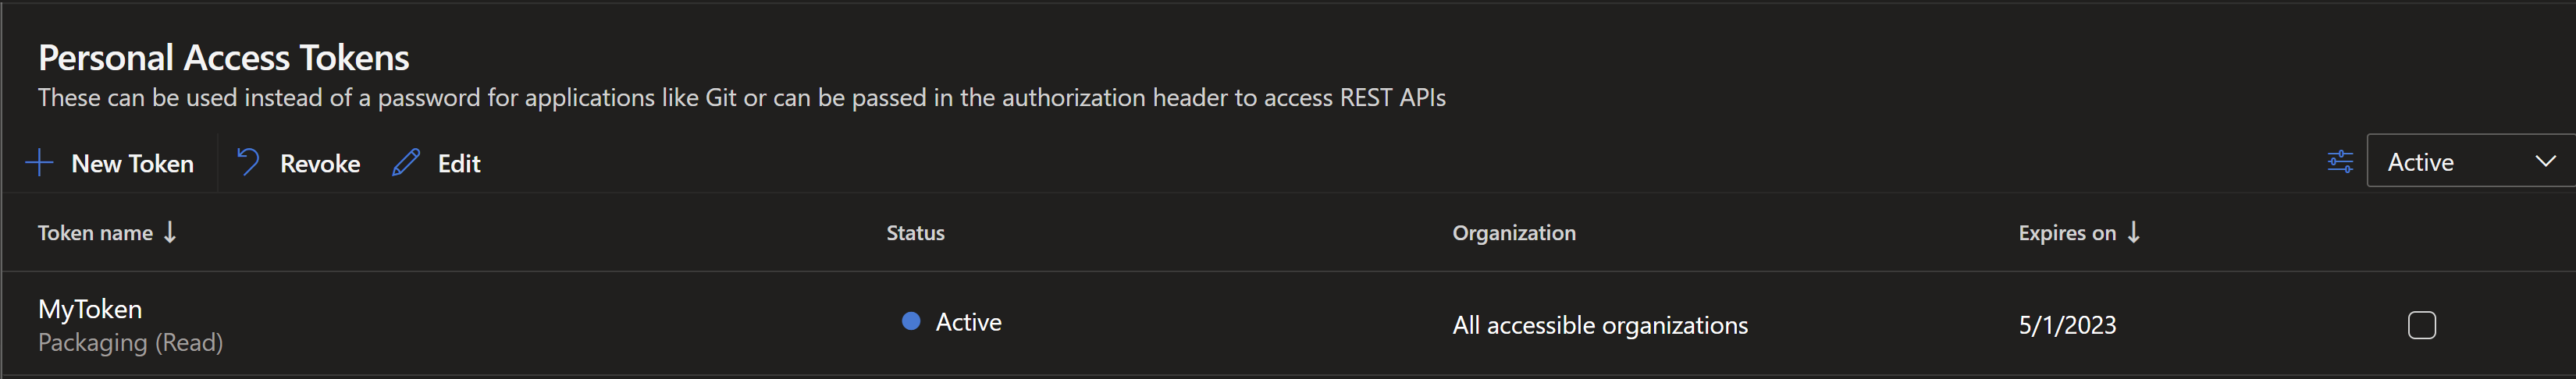 Personal Access Tokens
These can be used instead of a password for applications like Git or can be passed in the authorization header to access REST APIs
New Token Revoke Edit Active
Token name Status Organization Expires on
MyToken
Packaging (Read)
Active All accessible organizations 5/1/2023